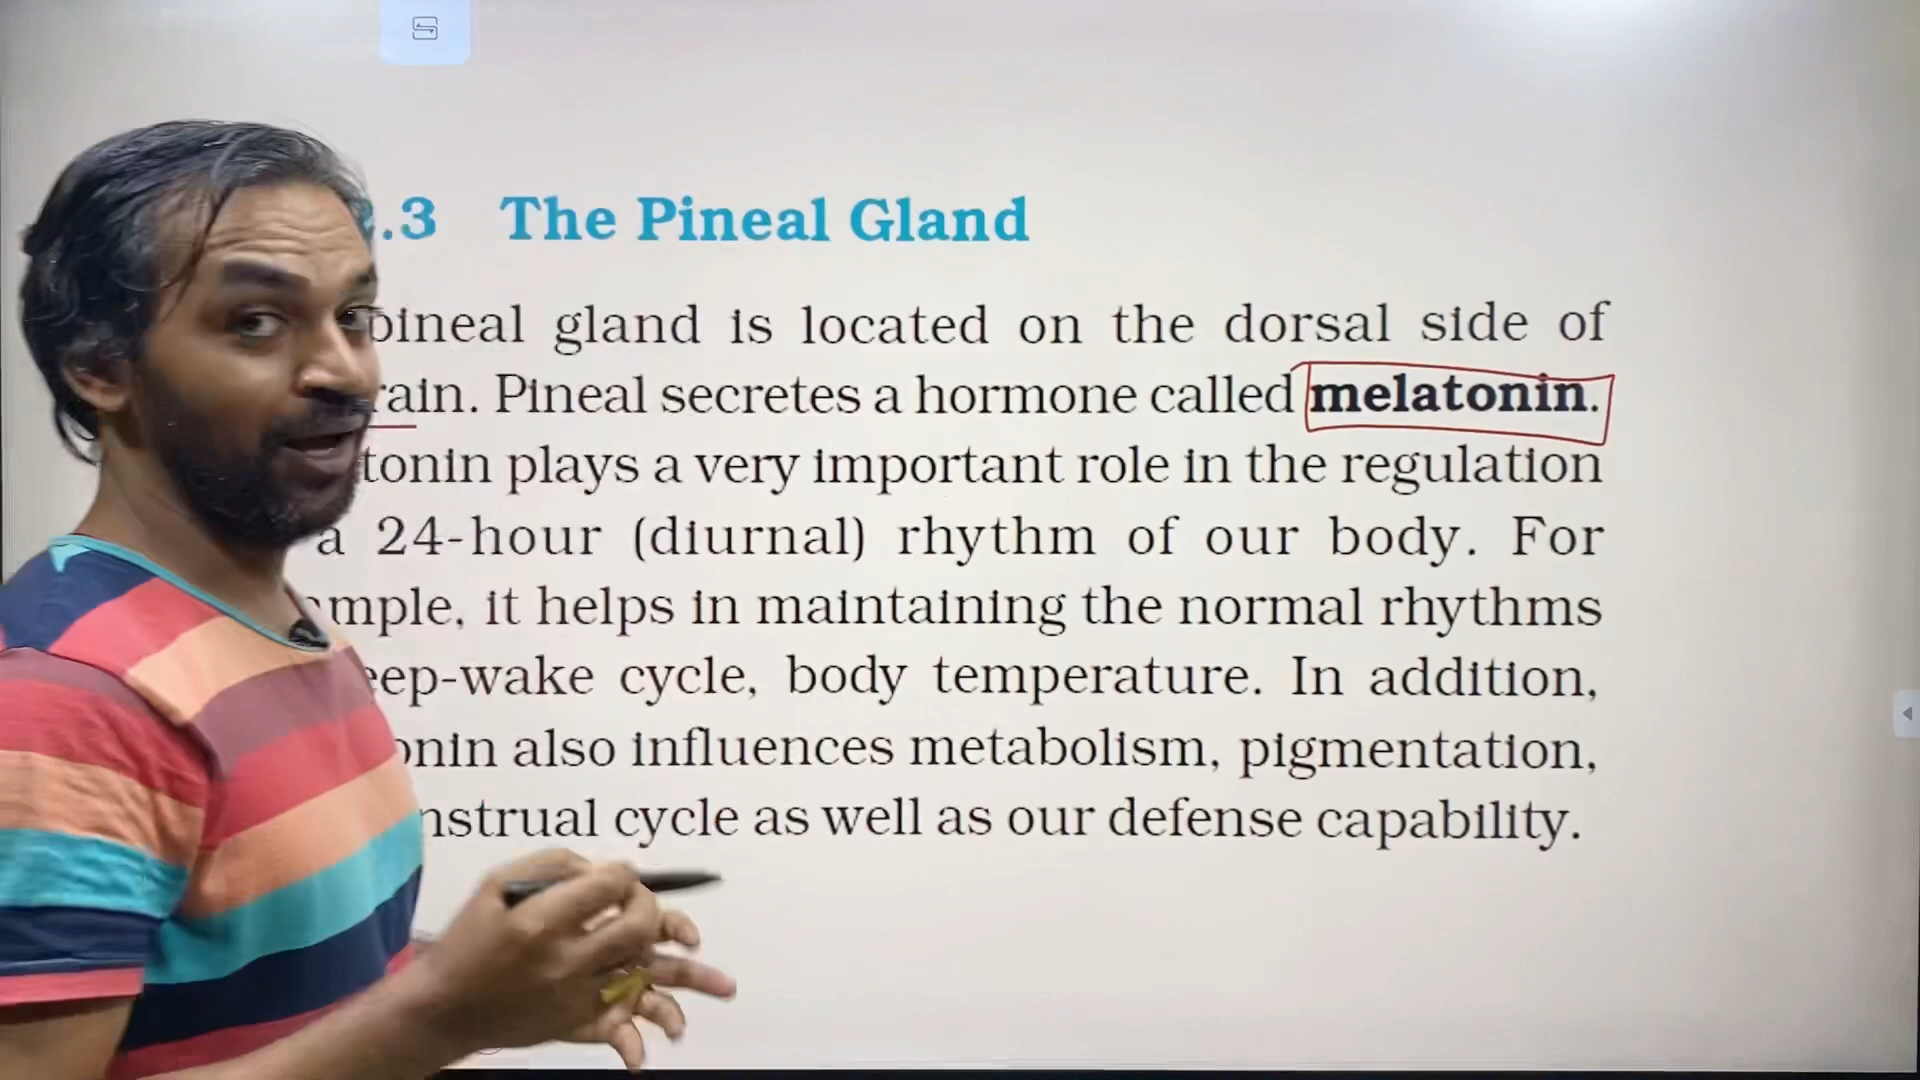 .3 The Pineal Gland
pineal gland is located on the dorsal side of
rain. Pineal secretes a hormone called melatonin.
tonin plays a very important role in the regulation
a 24-hour (diurnal) rhythm of our body. For
mple, it helps in maintaining the normal rhythms
eep-wake cycle, body temperature. In addition,
onin also influences metabolism, pigmentation,
nstrual cycle as well as our defense capability.